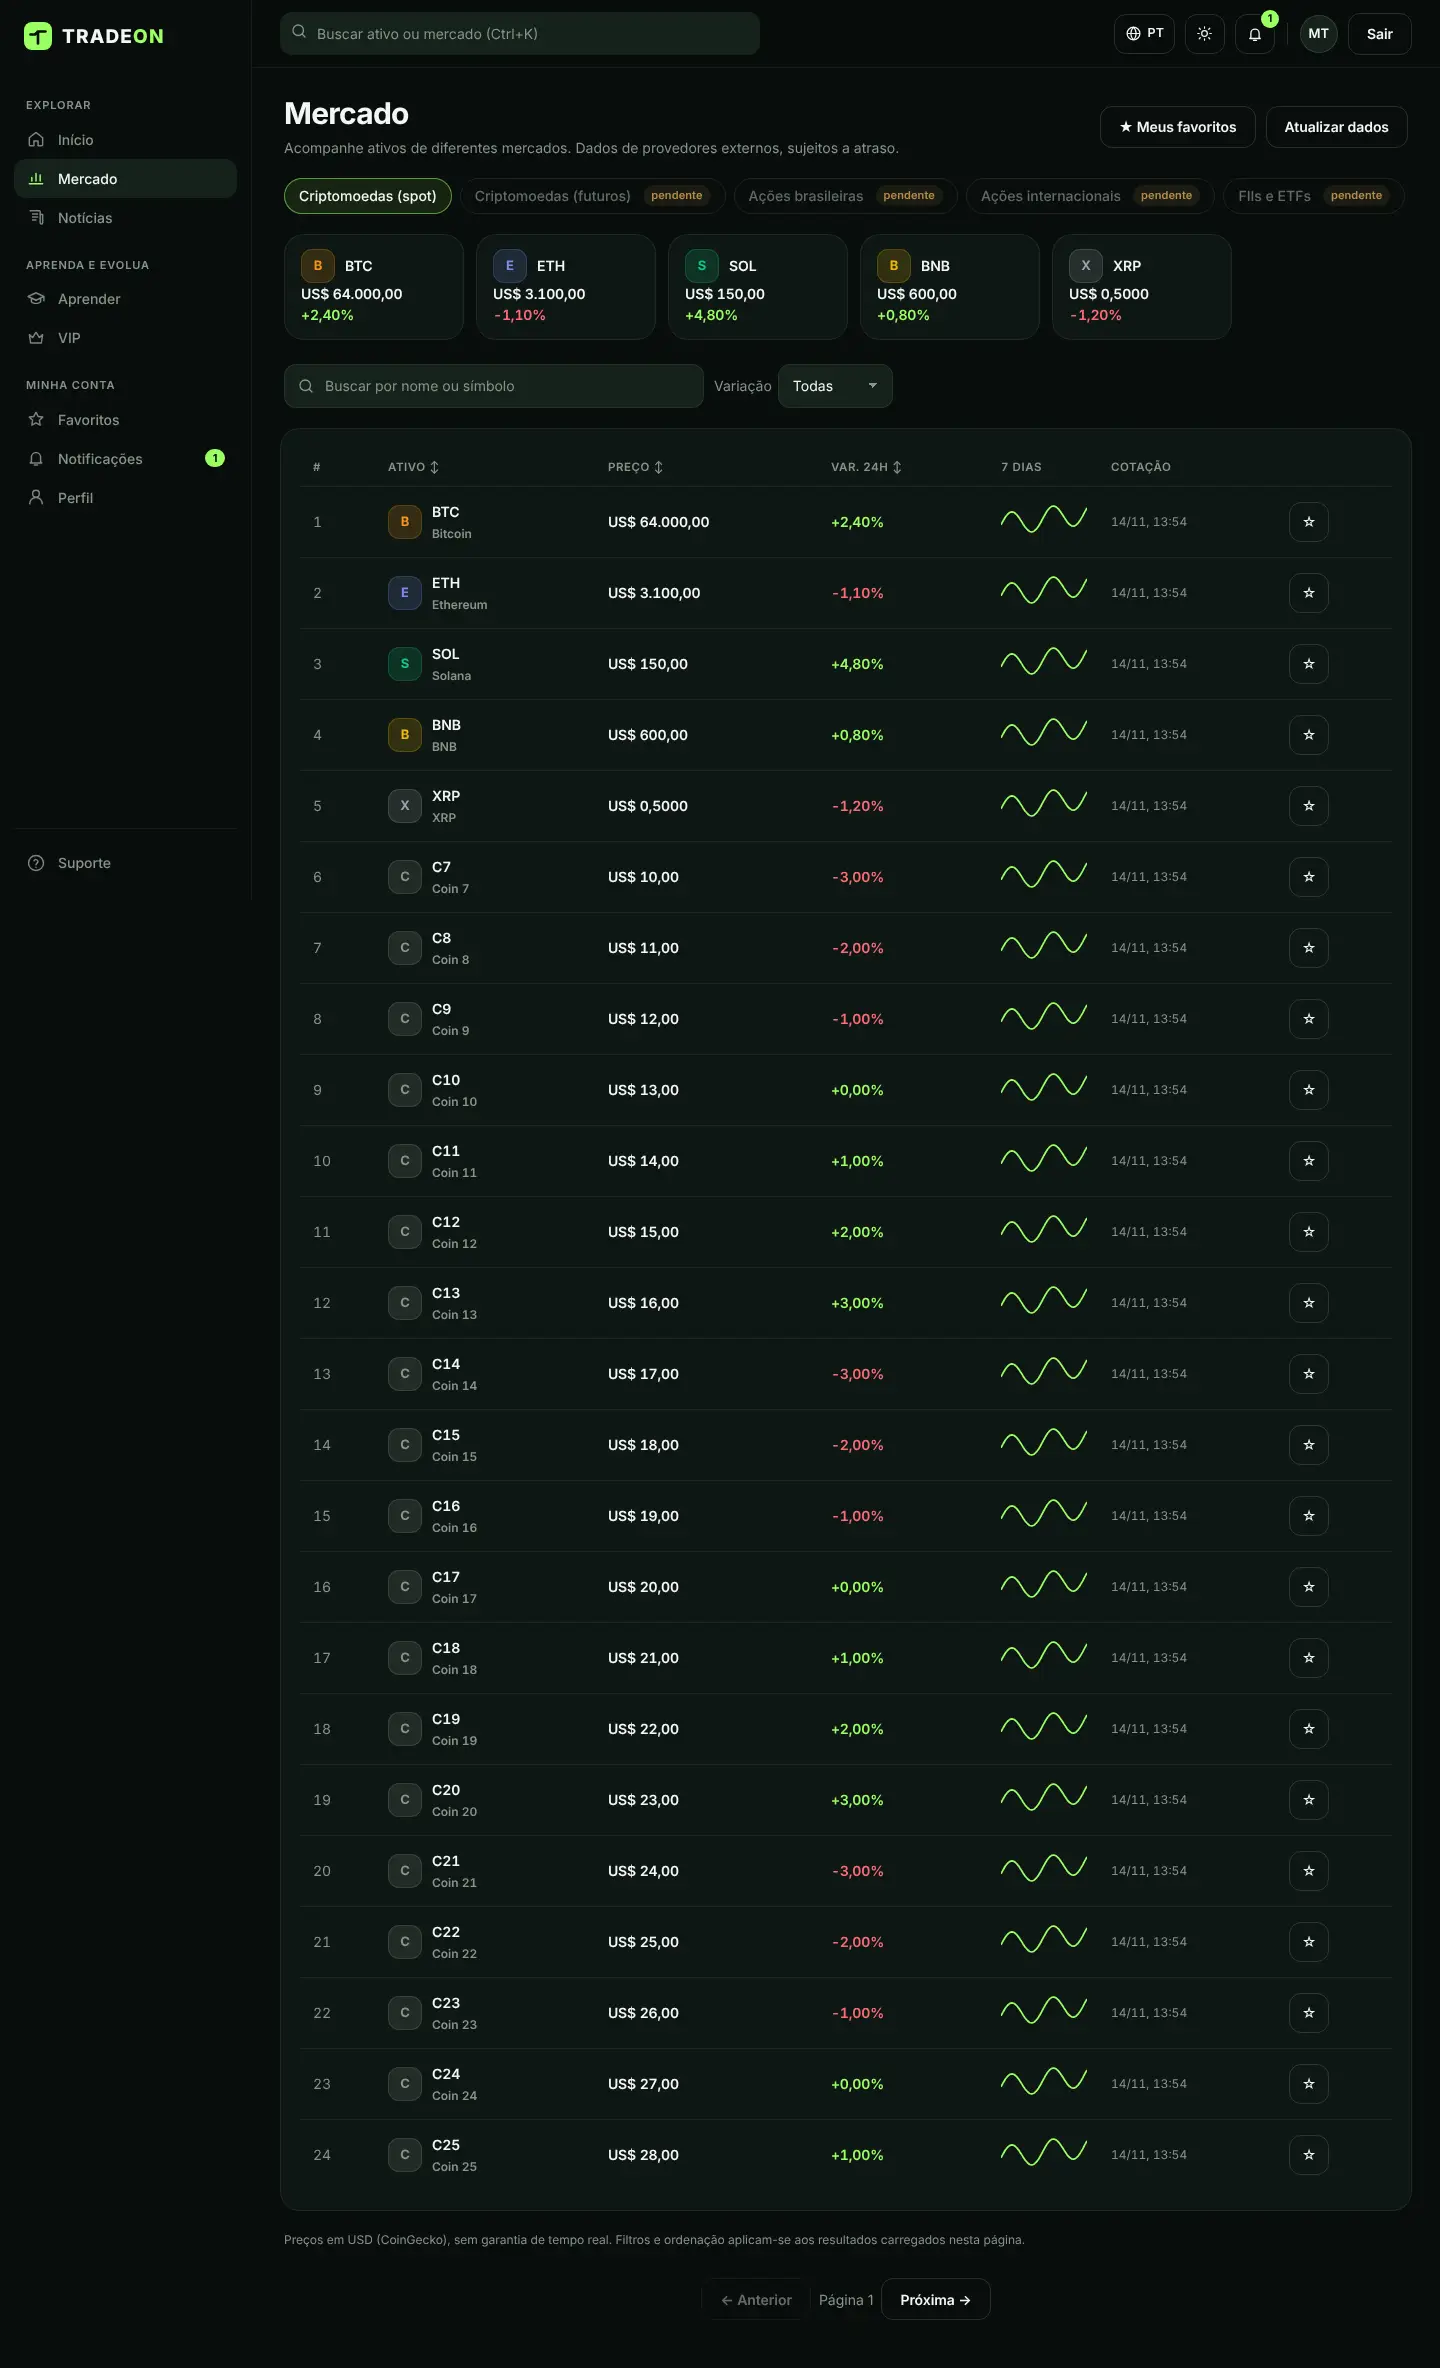 TRADEON
Buscar ativo ou mercado (Ctrl+K)
PT
1
MT
Sair
EXPLORAR
Início
Mercado
Notícias
APRENDA E EVOLUA
Aprender
VIP
MINHA CONTA
Favoritos
Notificações 1
Perfil
Suporte
Mercado
Acompanhe ativos de diferentes mercados. Dados de provedores externos, sujeitos a atraso.
★ Meus favoritos
Atualizar dados
Criptomoedas (spot)
Criptomoedas (futuros) pendente
Ações brasileiras pendente
Ações internacionais pendente
FIIs e ETFs pendente
B BTC
US$ 64.000,00
+2,40%
E ETH
US$ 3.100,00
-1,10%
S SOL
US$ 150,00
+4,80%
B BNB
US$ 600,00
+0,80%
X XRP
US$ 0,5000
-1,20%
Buscar por nome ou símbolo
Variação Todas
# ATIVO ↕ PREÇO ↕ VAR. 24H ↕ 7 DIAS COTAÇÃO
1 B BTC US$ 64.000,00 +2,40% 14/11, 13:54 ☆
Bitcoin
2 E ETH US$ 3.100,00 -1,10% 14/11, 13:54 ☆
Ethereum
3 S SOL US$ 150,00 +4,80% 14/11, 13:54 ☆
Solana
4 B BNB US$ 600,00 +0,80% 14/11, 13:54 ☆
BNB
5 X XRP US$ 0,5000 -1,20% 14/11, 13:54 ☆
XRP
6 C C7 US$ 10,00 -3,00% 14/11, 13:54 ☆
Coin 7
7 C C8 US$ 11,00 -2,00% 14/11, 13:54 ☆
Coin 8
8 C C9 US$ 12,00 -1,00% 14/11, 13:54 ☆
Coin 9
9 C C10 US$ 13,00 +0,00% 14/11, 13:54 ☆
Coin 10
10 C C11 US$ 14,00 +1,00% 14/11, 13:54 ☆
Coin 11
11 C C12 US$ 15,00 +2,00% 14/11, 13:54 ☆
Coin 12
12 C C13 US$ 16,00 +3,00% 14/11, 13:54 ☆
Coin 13
13 C C14 US$ 17,00 -3,00% 14/11, 13:54 ☆
Coin 14
14 C C15 US$ 18,00 -2,00% 14/11, 13:54 ☆
Coin 15
15 C C16 US$ 19,00 -1,00% 14/11, 13:54 ☆
Coin 16
16 C C17 US$ 20,00 +0,00% 14/11, 13:54 ☆
Coin 17
17 C C18 US$ 21,00 +1,00% 14/11, 13:54 ☆
Coin 18
18 C C19 US$ 22,00 +2,00% 14/11, 13:54 ☆
Coin 19
19 C C20 US$ 23,00 +3,00% 14/11, 13:54 ☆
Coin 20
20 C C21 US$ 24,00 -3,00% 14/11, 13:54 ☆
Coin 21
21 C C22 US$ 25,00 -2,00% 14/11, 13:54 ☆
Coin 22
22 C C23 US$ 26,00 -1,00% 14/11, 13:54 ☆
Coin 23
23 C C24 US$ 27,00 +0,00% 14/11, 13:54 ☆
Coin 24
24 C C25 US$ 28,00 +1,00% 14/11, 13:54 ☆
Coin 25
Preços em USD (CoinGecko), sem garantia de tempo real. Filtros e ordenação aplicam-se aos resultados carregados nesta página.
← Anterior Página 1 Próxima →